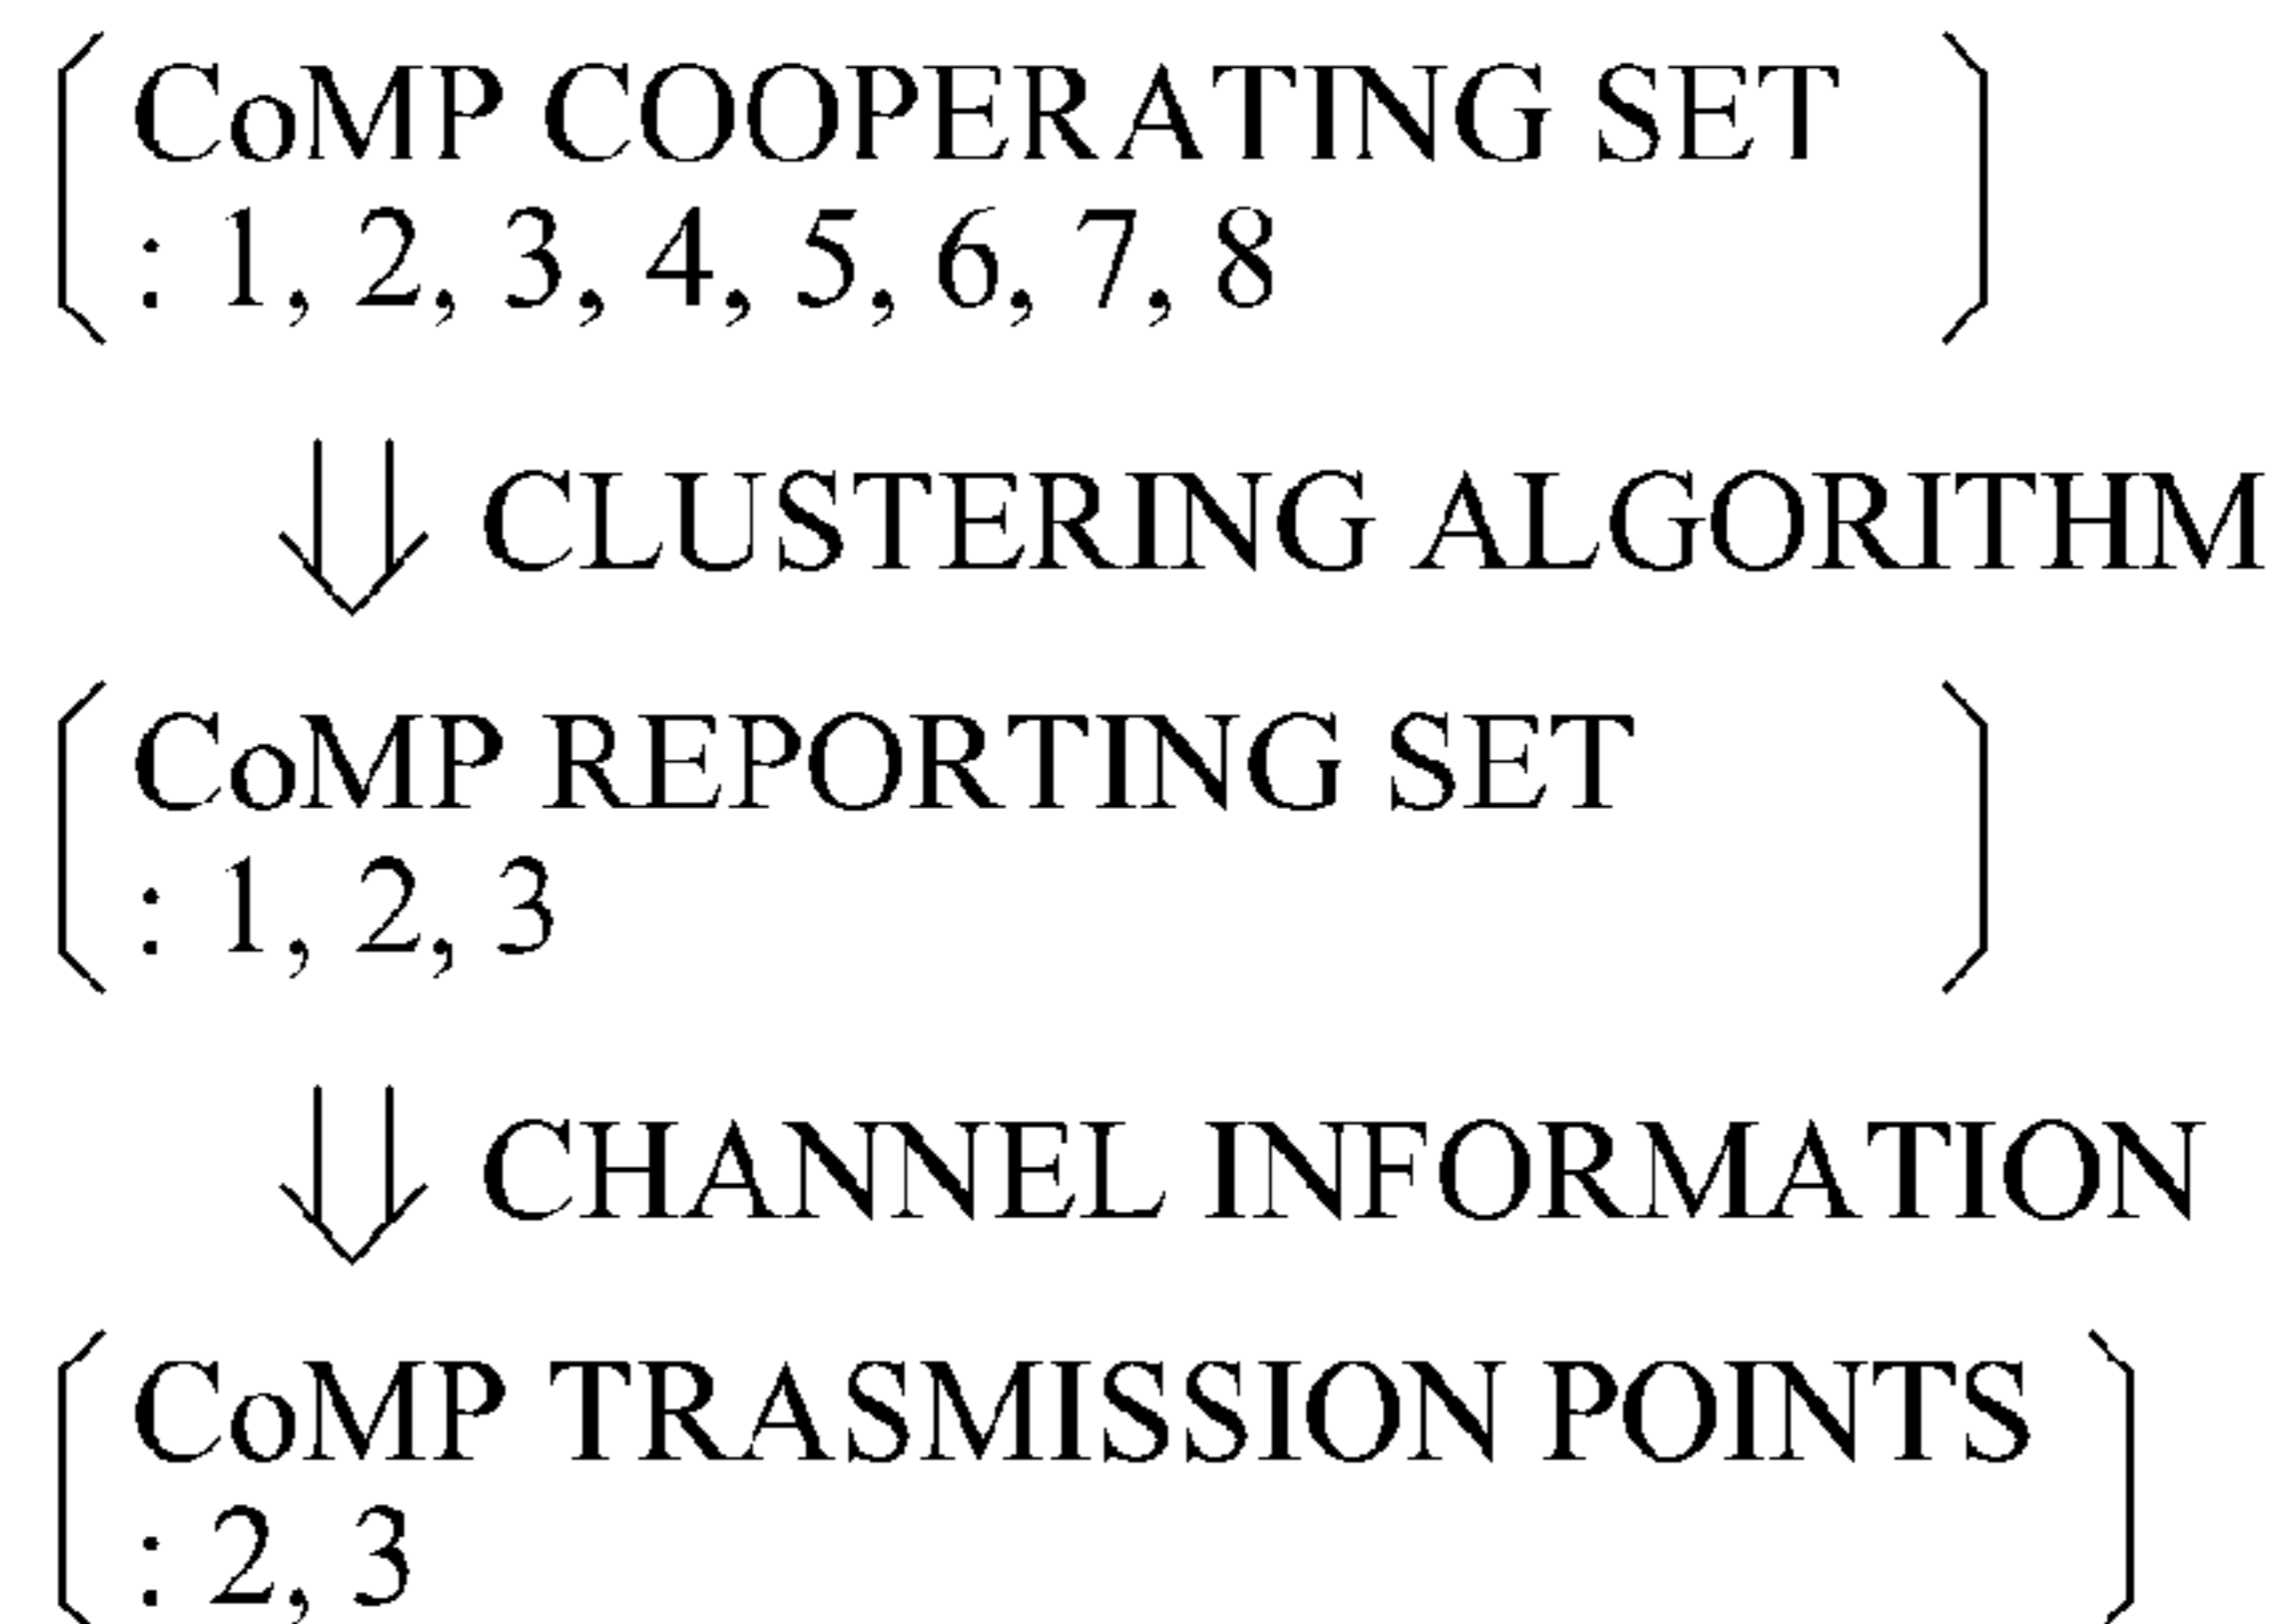 CoMP COOPERATING SET
: 1, 2, 3, 4, 5, 6, 7, 8
CLUSTERING ALGORITHM
CoMP REPORTING SET
: 1, 2, 3
CHANNEL INFORMATION
CoMP TRASMISSION POINTS
: 2, 3